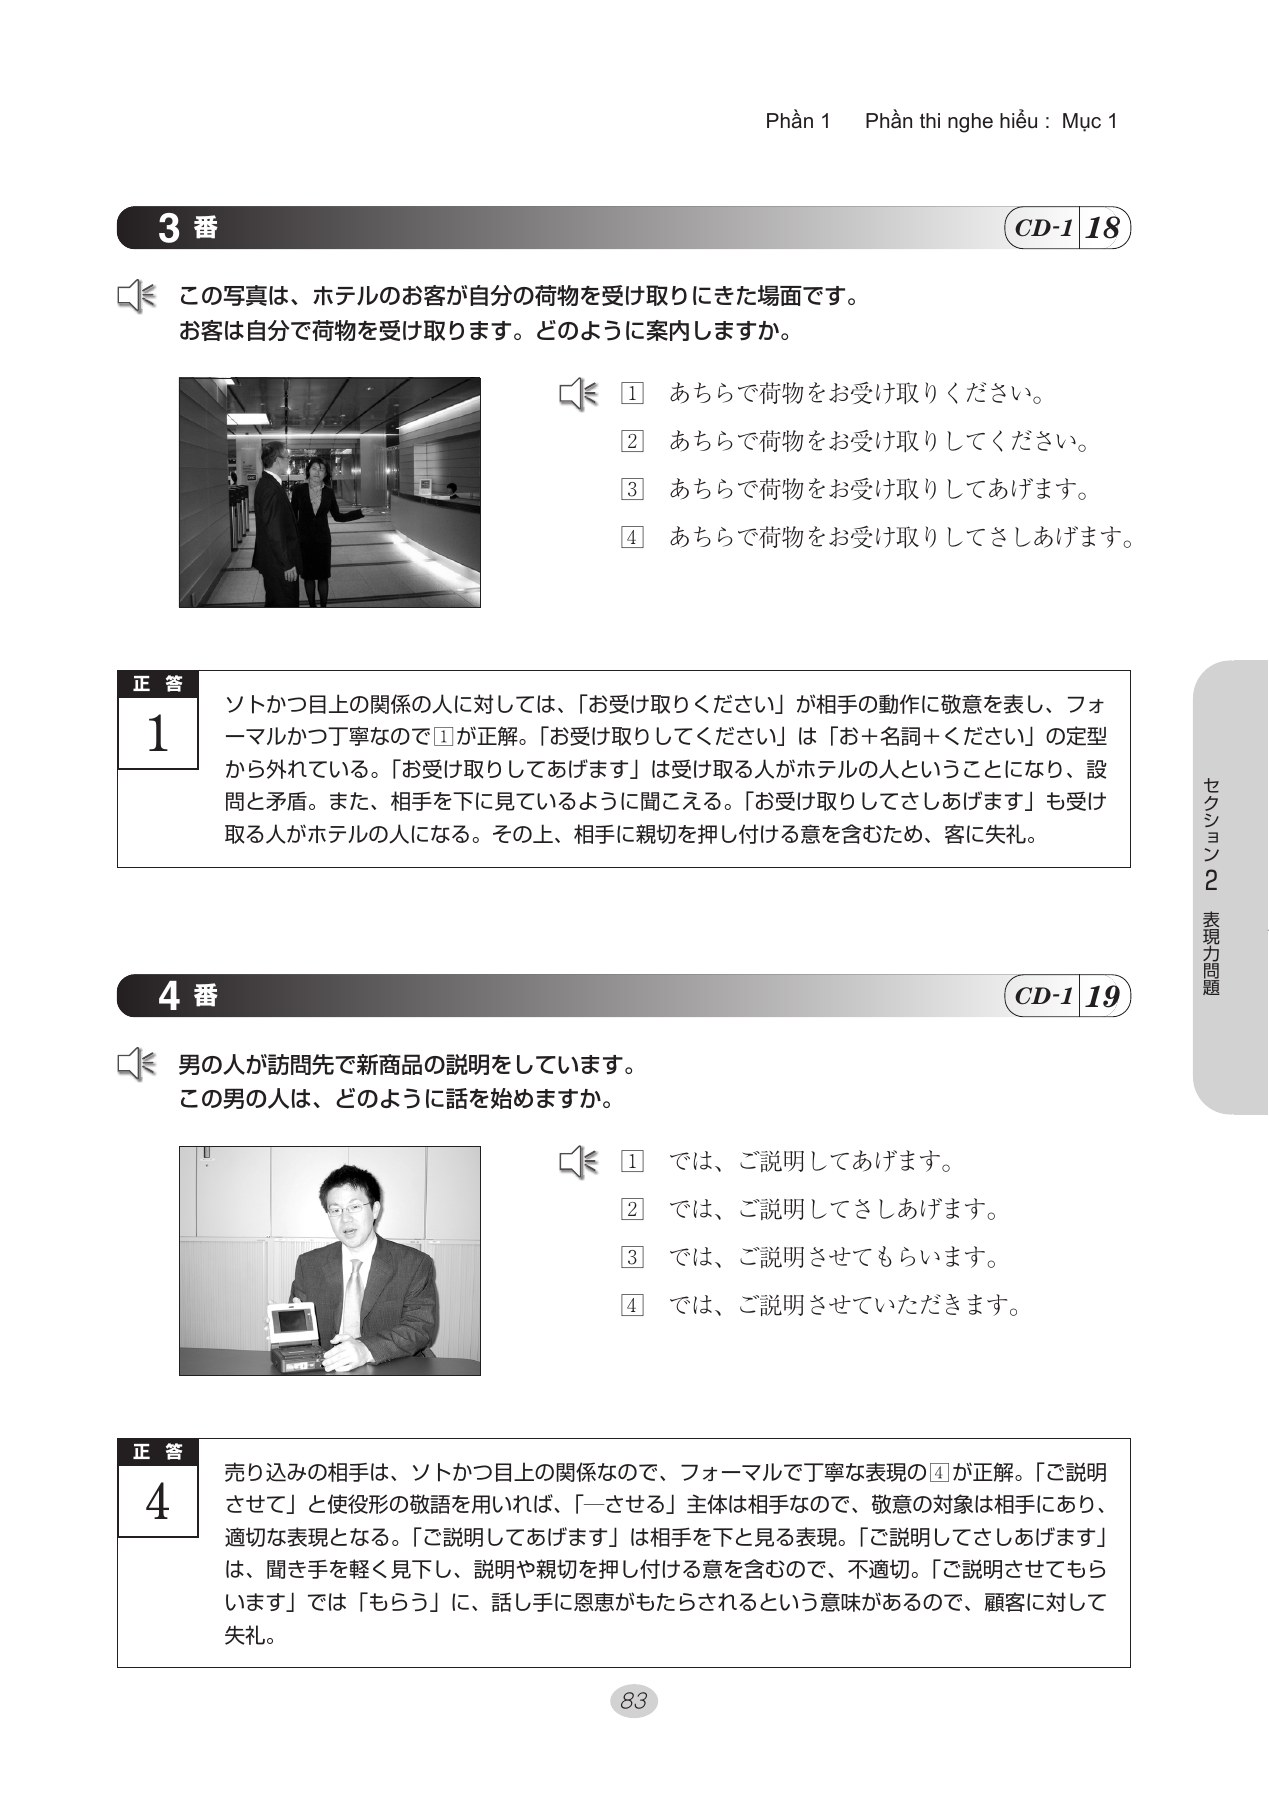 Phần 1 Phần thi nghe hiểu : Mục 1
3 番
CD-1 18
この写真は、ホテルのお客が自分の荷物を受け取りにきた場面です。
お客は自分で荷物を受け取ります。どのように案内しますか。
1 あちらで荷物をお受け取りください。
2 あちらで荷物をお受け取りしてください。
3 あちらで荷物をお受け取りしてあげます。
4 あちらで荷物をお受け取りしてさしあげます。
正 答
1
ソトかつ目上の関係の人に対しては、「お受け取りください」が相手の動作に敬意を表し、フォ
ーマルかつ丁寧なので1が正解。「お受け取りしてください」は「お＋名詞＋ください」の定型
から外れている。「お受け取りしてあげます」は受け取る人がホテルの人ということになり、設
問と矛盾。また、相手を下に見ているように聞こえる。「お受け取りしてさしあげます」も受け
取る人がホテルの人になる。その上、相手に親切を押し付ける意を含むため、客に失礼。
セクション2 表現力問題
4 番
CD-1 19
男の人が訪問先で新商品の説明をしています。
この男の人は、どのように話を始めますか。
1 では、ご説明してあげます。
2 では、ご説明してさしあげます。
3 では、ご説明させてもらいます。
4 では、ご説明させていただきます。
正 答
4
売り込みの相手は、ソトかつ目上の関係なので、フォーマルで丁寧な表現の4が正解。「ご説明
させて」と使役形の敬語を用いれば、「―させる」主体は相手なので、敬意の対象は相手にあり、
適切な表現となる。「ご説明してあげます」は相手を下と見る表現。「ご説明してさしあげます」
は、聞き手を軽く見下し、説明や親切を押し付ける意を含むので、不適切。「ご説明させてもら
います」では「もらう」に、話し手に恩恵がもたらされるという意味があるので、顧客に対して
失礼。
83